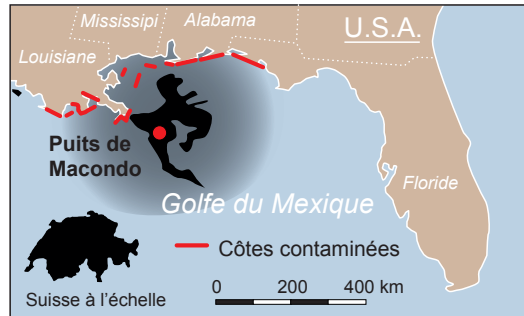 Mississipi
Alabama
U.S.A.
Louisiane
Puits de
Macondo
Floride
Golfe du Mexique
Côtes contaminées
Suisse à l'échelle
0 200 400 km